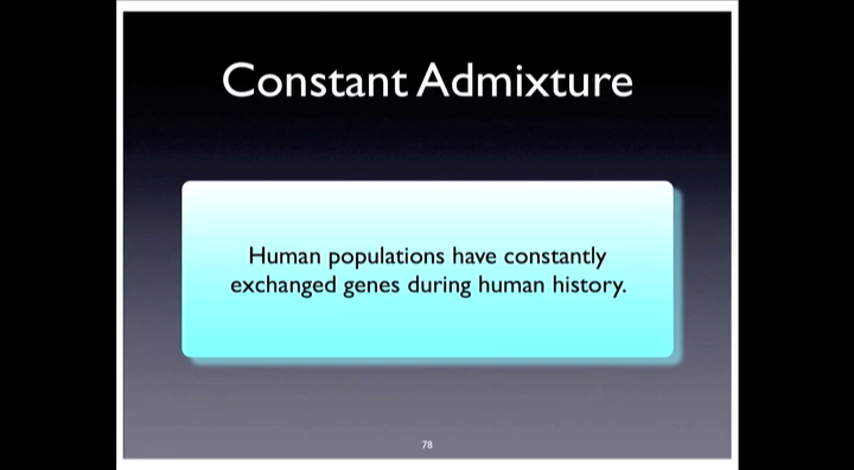 Constant Admixture
Human populations have constantly
exchanged genes during human history.
78